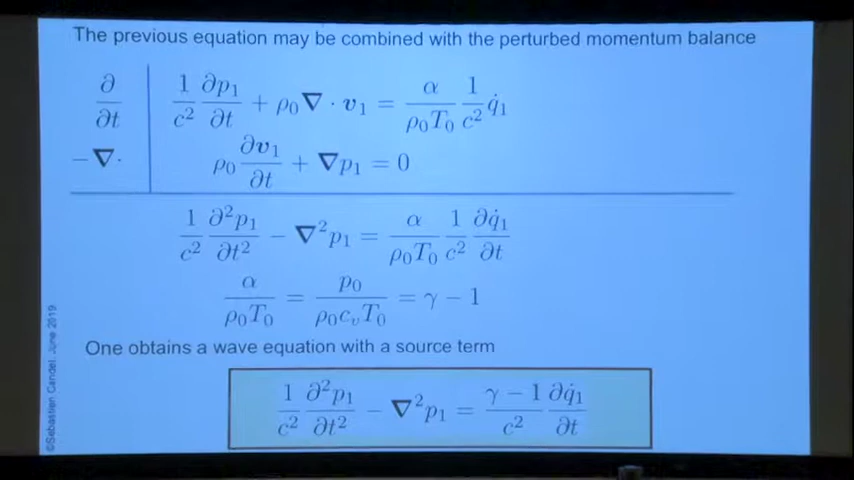 The previous equation may be combined with the perturbed momentum balance
∂/∂t | 1/c² ∂p₁/∂t + ρ₀∇ · v₁ = α/(ρ₀T₀) 1/c² q̇₁
−∇· | ρ₀ ∂v₁/∂t + ∇p₁ = 0
1/c² ∂²p₁/∂t² − ∇²p₁ = α/(ρ₀T₀) 1/c² ∂q̇₁/∂t
α/(ρ₀T₀) = p₀/(ρ₀cᵥT₀) = γ − 1
One obtains a wave equation with a source term
1/c² ∂²p₁/∂t² − ∇²p₁ = (γ − 1)/c² ∂q̇₁/∂t
©Sebastien Candel, June 2019